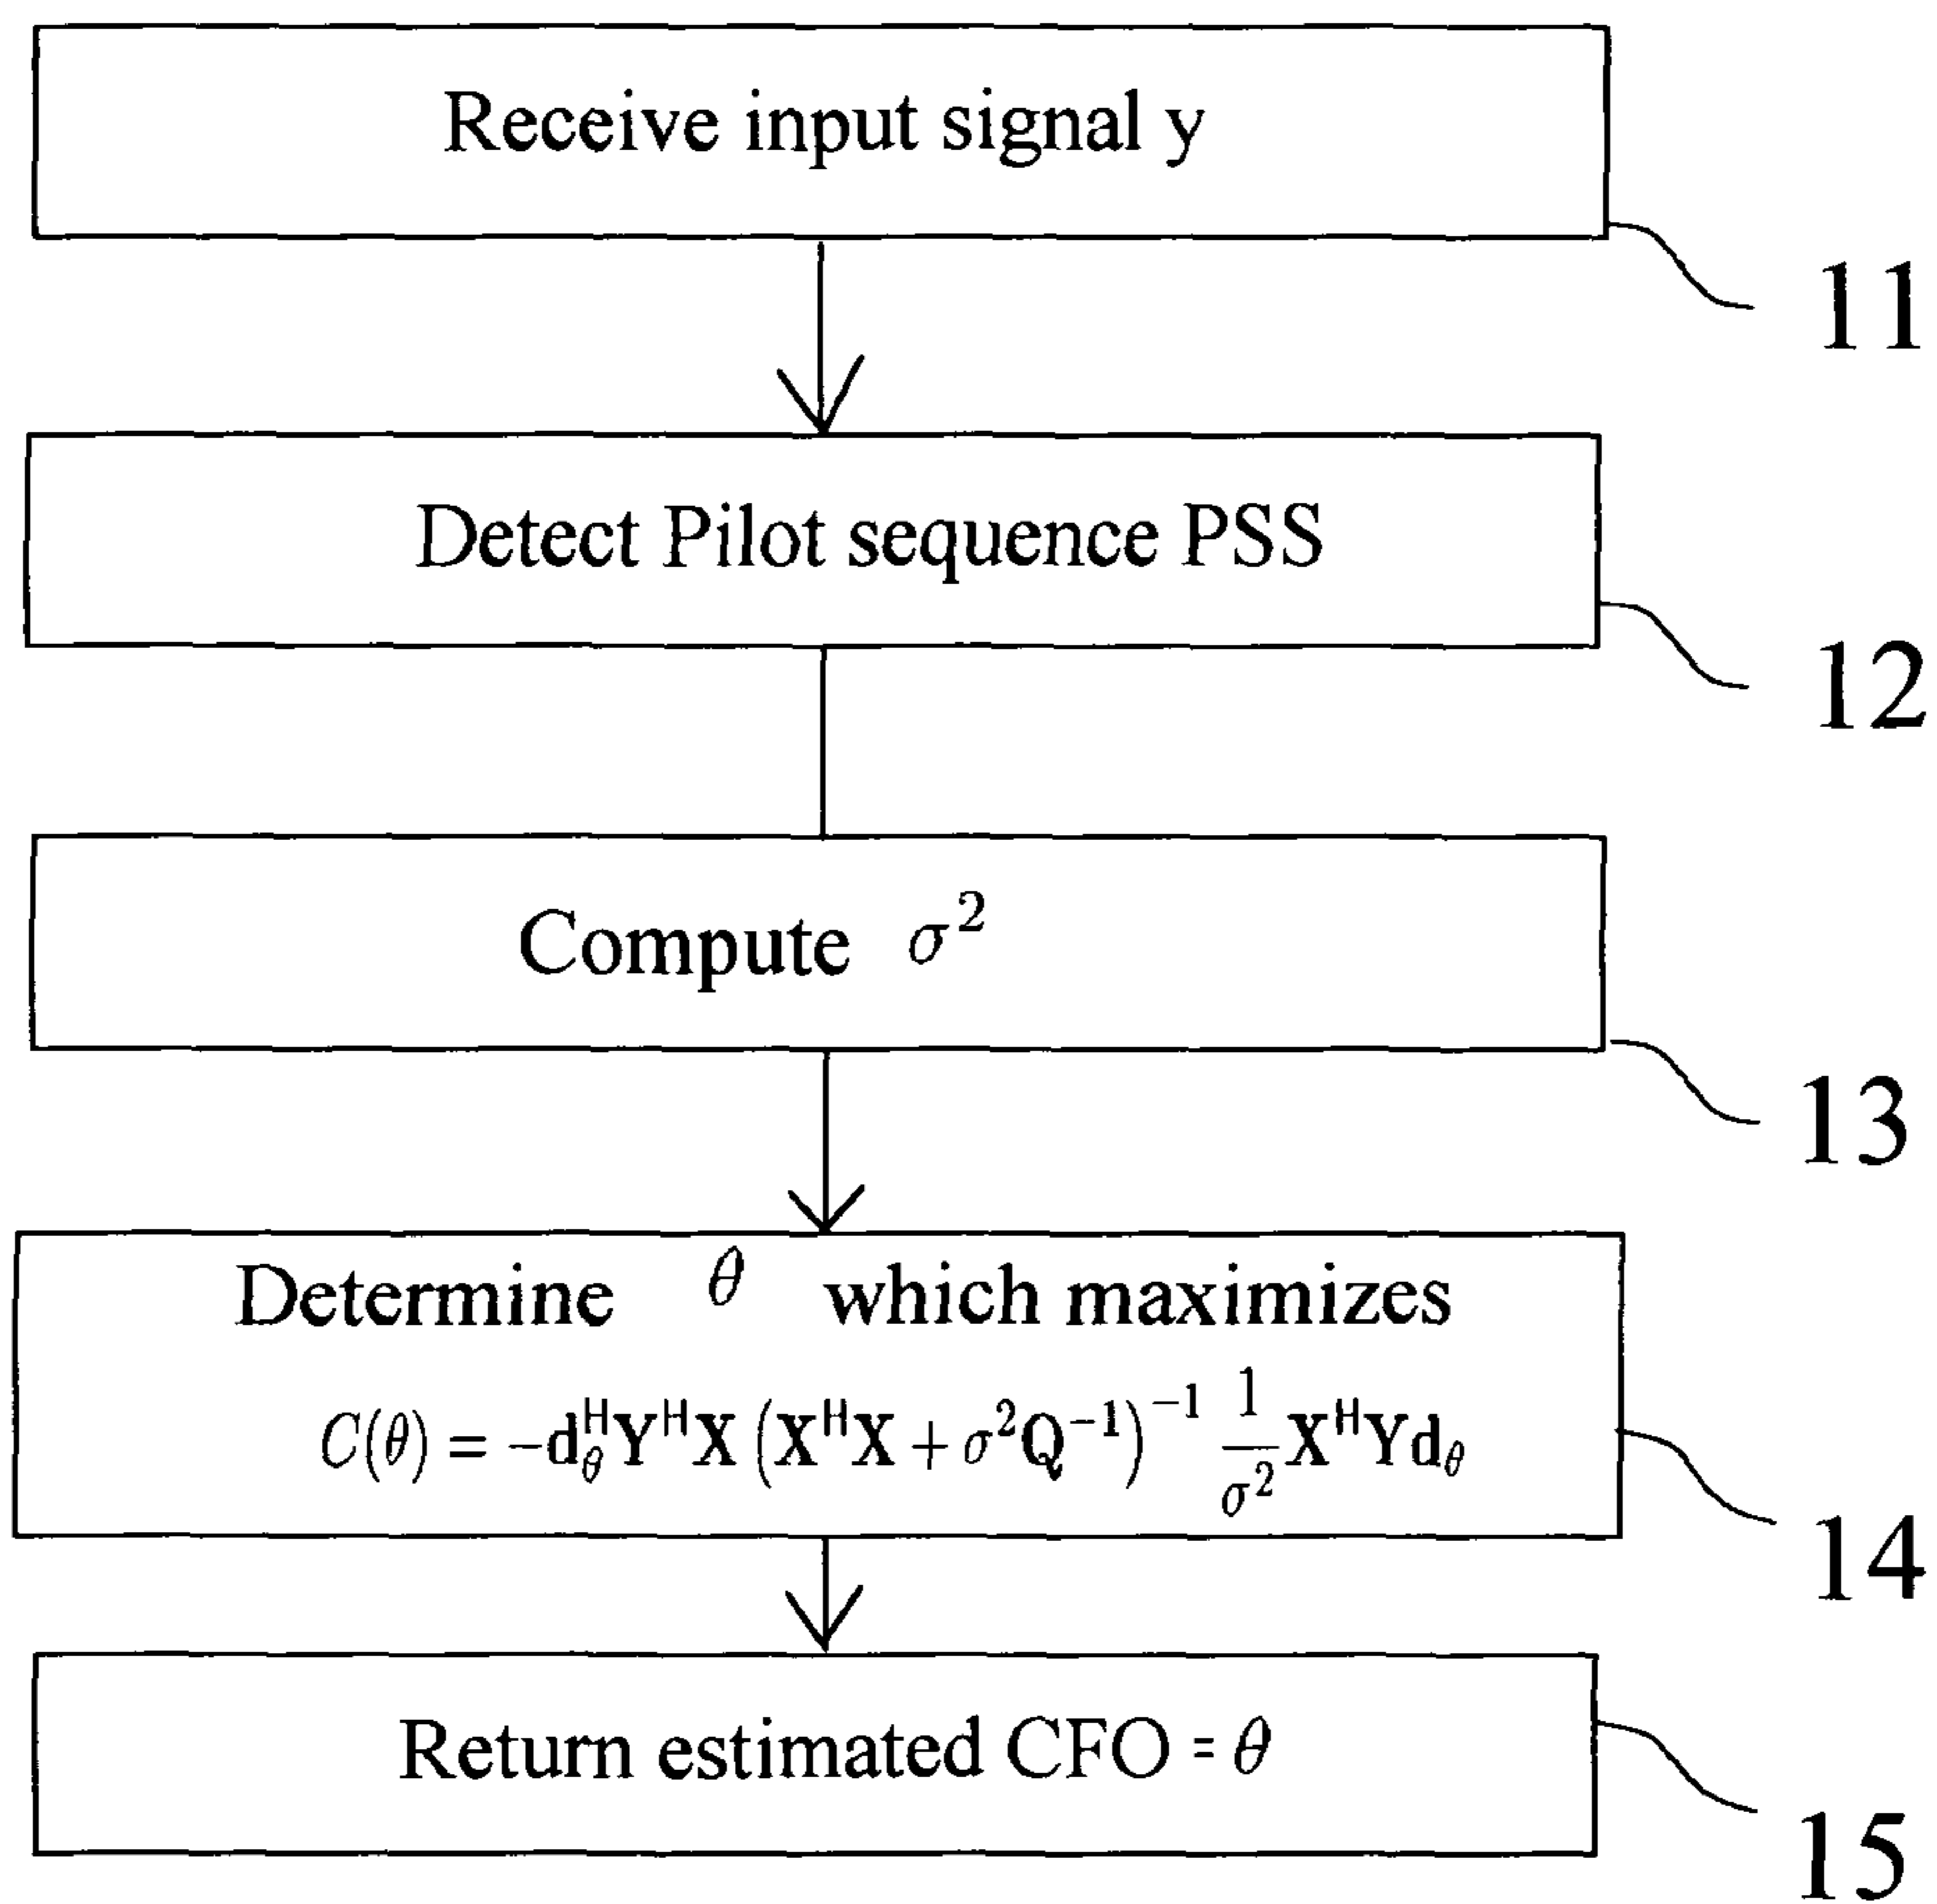 Receive input signal y
11
Detect Pilot sequence PSS
12
Compute σ²
13
Determine θ which maximizes
C(θ) = −d_θ^H Y^H X (X^H X + σ² Q⁻¹)⁻¹ 1/σ² X^H Y d_θ
14
Return estimated CFO = θ
15